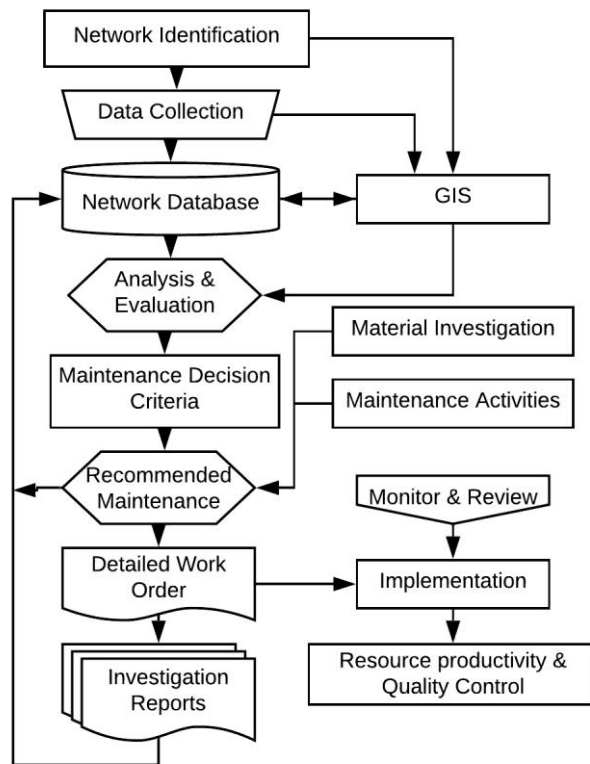 Network Identification
Data Collection
Network Database
GIS
Analysis &
Evaluation
Material Investigation
Maintenance Decision
Criteria
Maintenance Activities
Recommended
Maintenance
Monitor & Review
Detailed Work
Order
Implementation
Investigation
Reports
Resource productivity &
Quality Control